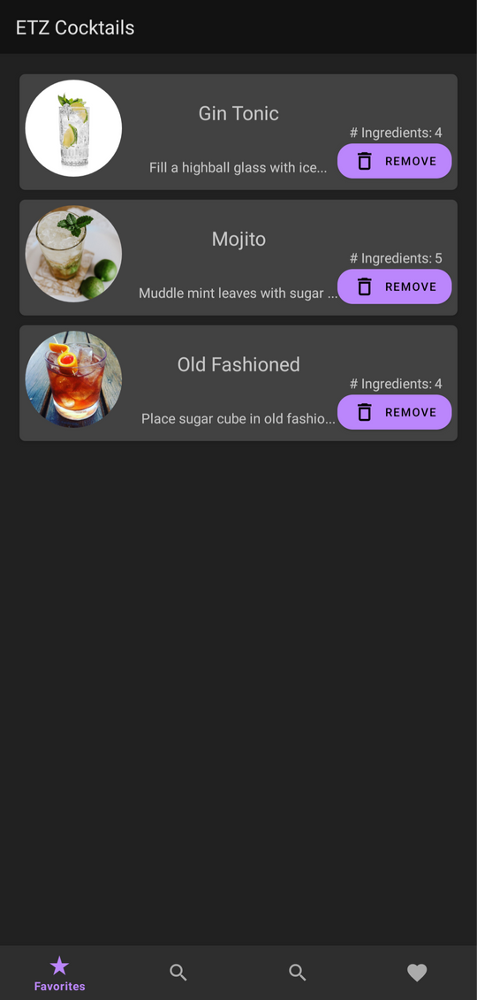 ETZ Cocktails
Gin Tonic
# Ingredients: 4
Fill a highball glass with ice...
REMOVE
Mojito
# Ingredients: 5
Muddle mint leaves with sugar ...
REMOVE
Old Fashioned
# Ingredients: 4
Place sugar cube in old fashio...
REMOVE
Favorites